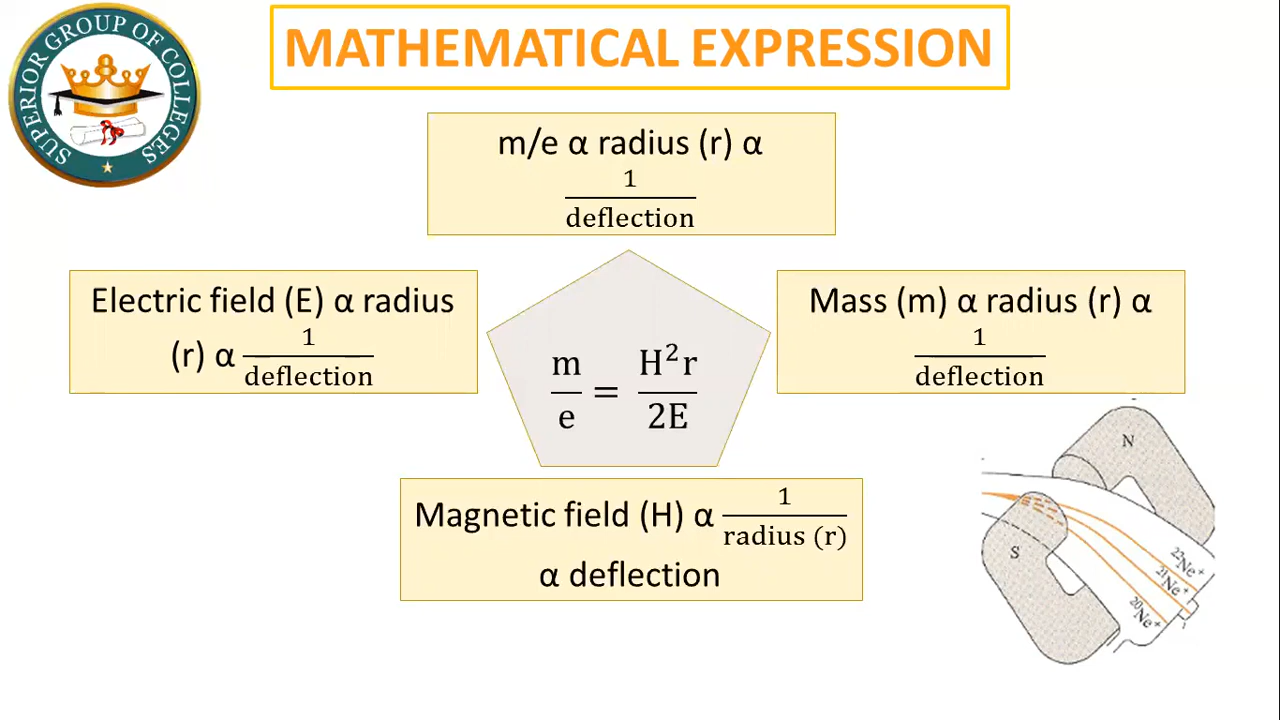 SUPERIOR GROUP OF COLLEGES
MATHEMATICAL EXPRESSION
m/e α radius (r) α
1
deflection
Electric field (E) α radius
(r) α 1
deflection
Mass (m) α radius (r) α
1
deflection
m/e = H²r/2E
Magnetic field (H) α 1
radius (r)
α deflection
N
S
²²Ne⁺
²¹Ne⁺
²⁰Ne⁺